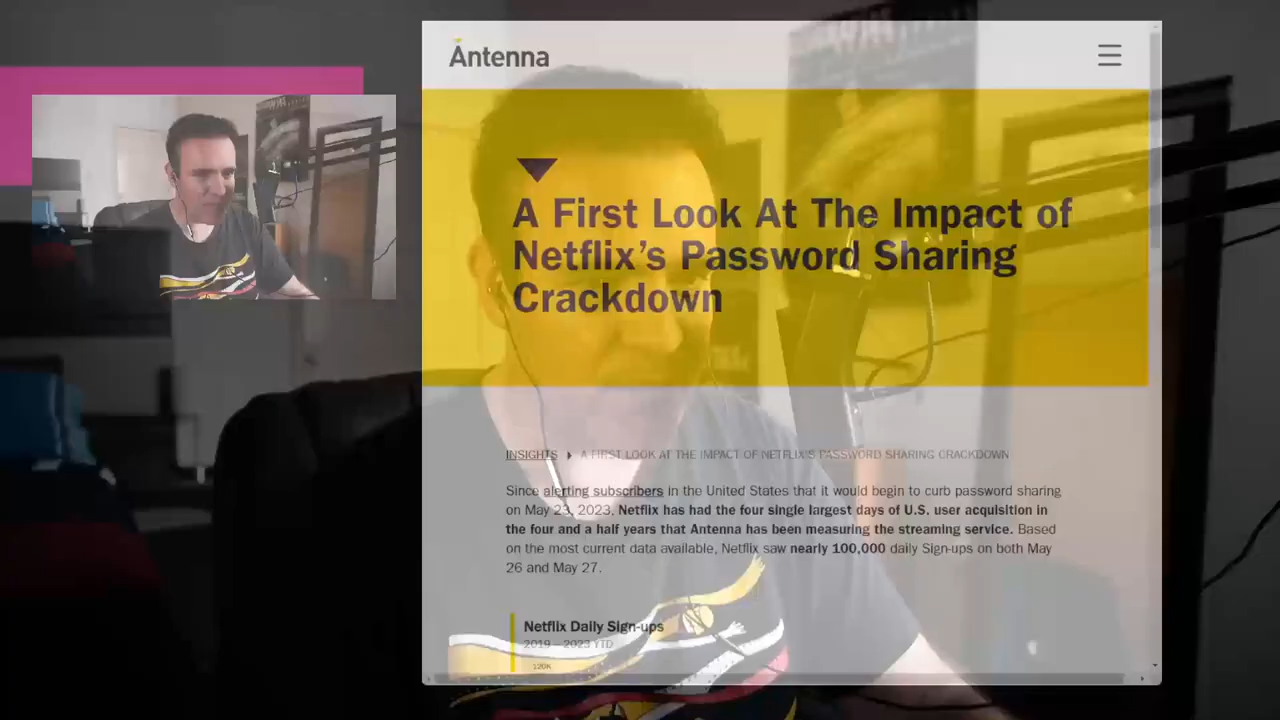 Antenna
A First Look At The Impact of
Netflix's Password Sharing
Crackdown
INSIGHTS
A FIRST LOOK AT THE IMPACT OF NETFLIX'S PASSWORD SHARING CRACKDOWN
Since alerting subscribers in the United States that it would begin to curb password sharing
on May 23, 2023, Netflix has had the four single largest days of U.S. user acquisition in
the four and a half years that Antenna has been measuring the streaming service. Based
on the most current data available, Netflix saw nearly 100,000 daily Sign-ups on both May
26 and May 27.
Netflix Daily Sign-ups
2019 – 2023 YTD
120K